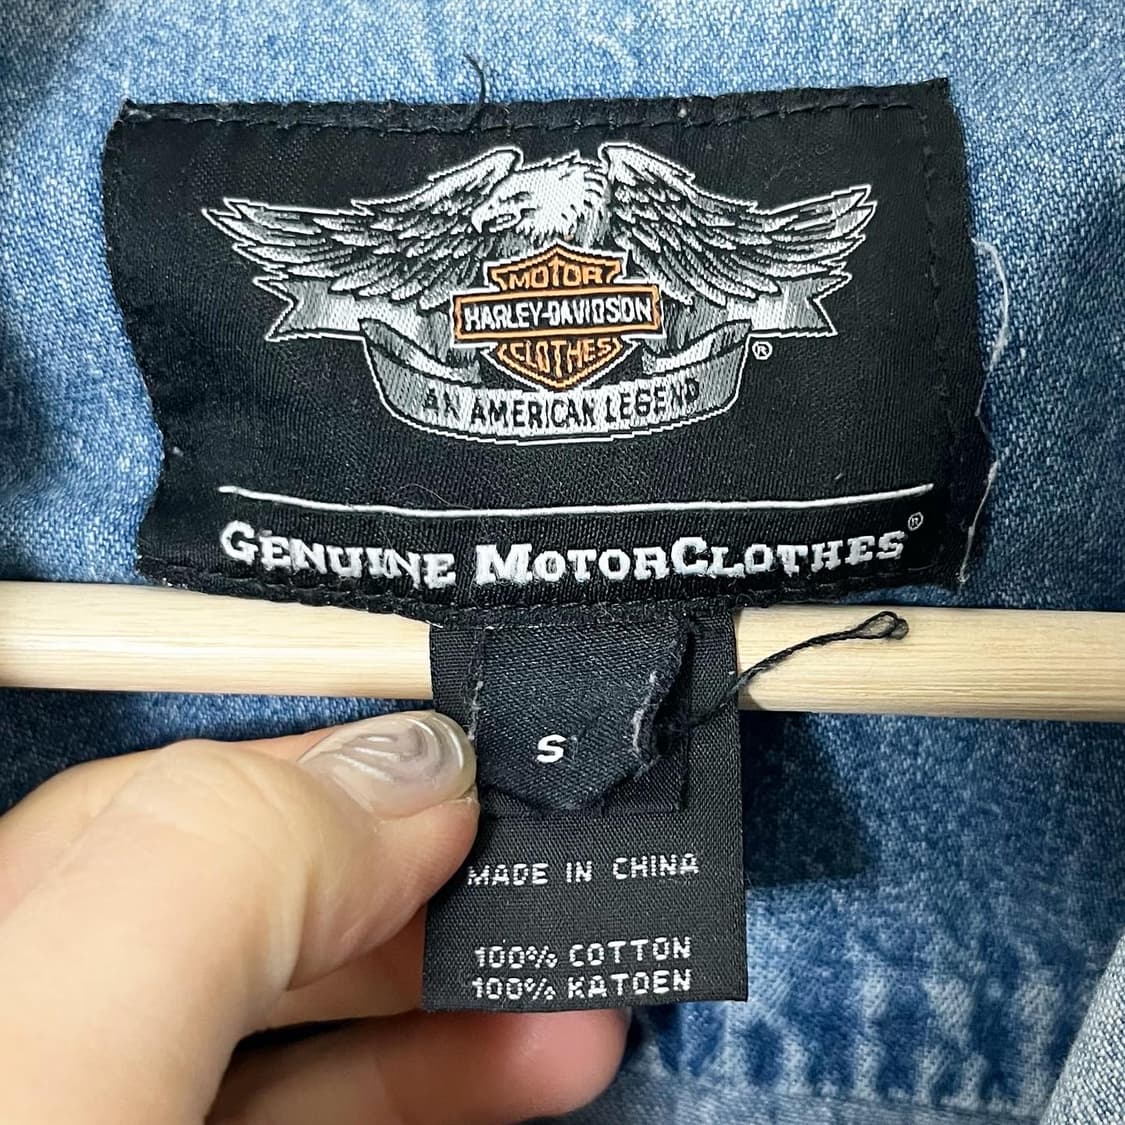 MOTOR
HARLEY-DAVIDSON
CLOTHES
®
AN AMERICAN LEGEND
GENUINE MOTORCLOTHES®
S
MADE IN CHINA
100% COTTON
100% KATOEN